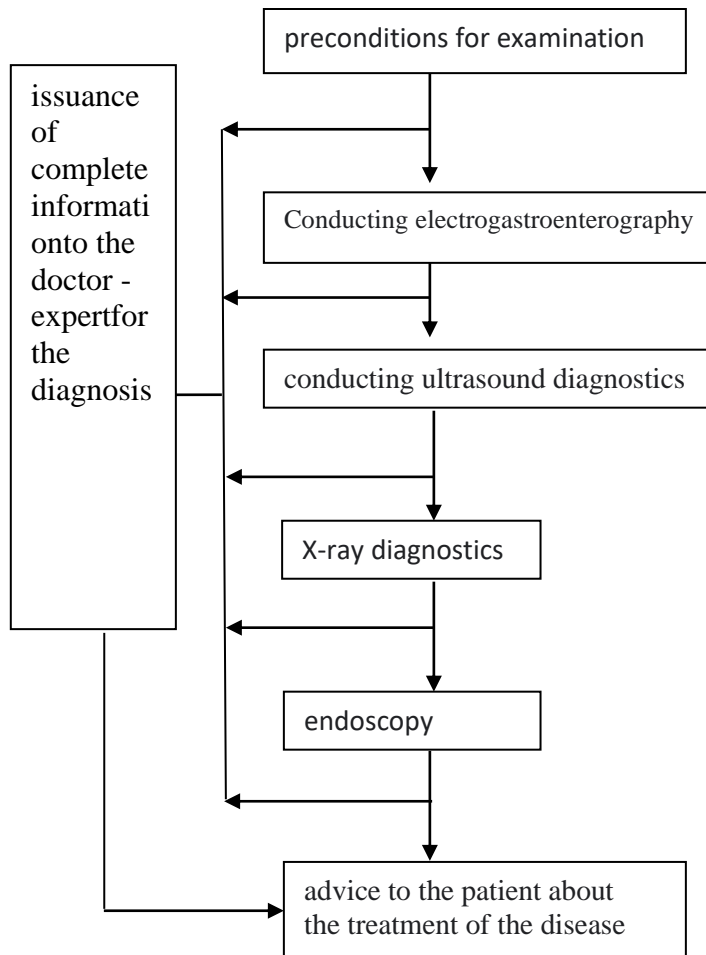 preconditions for examination
issuance
of
complete
informati
onto the
doctor -
expertfor
the
diagnosis
Conducting electrogastroenterography
conducting ultrasound diagnostics
X-ray diagnostics
endoscopy
advice to the patient about
the treatment of the disease